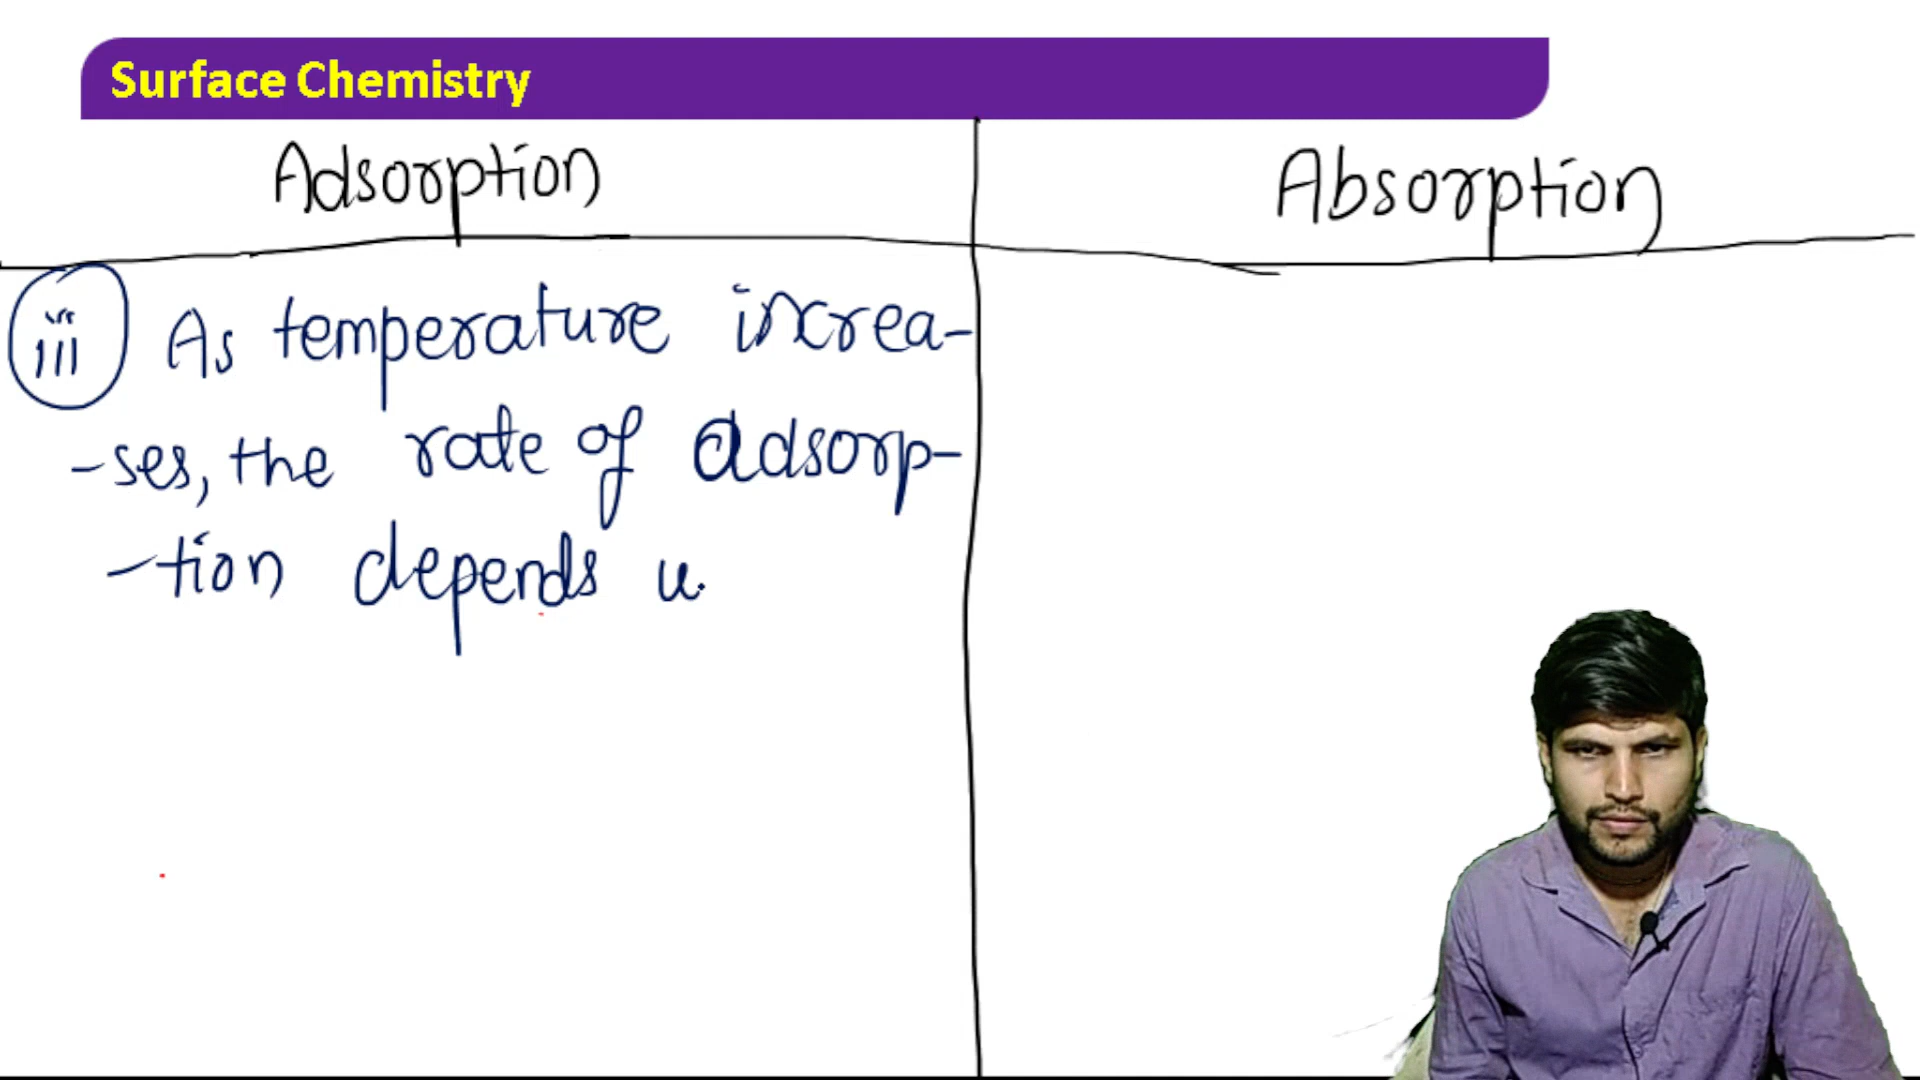 Surface Chemistry
Adsorption
Absorption
iii As temperature increa-
-ses, the rate of adsorp-
-tion depends u